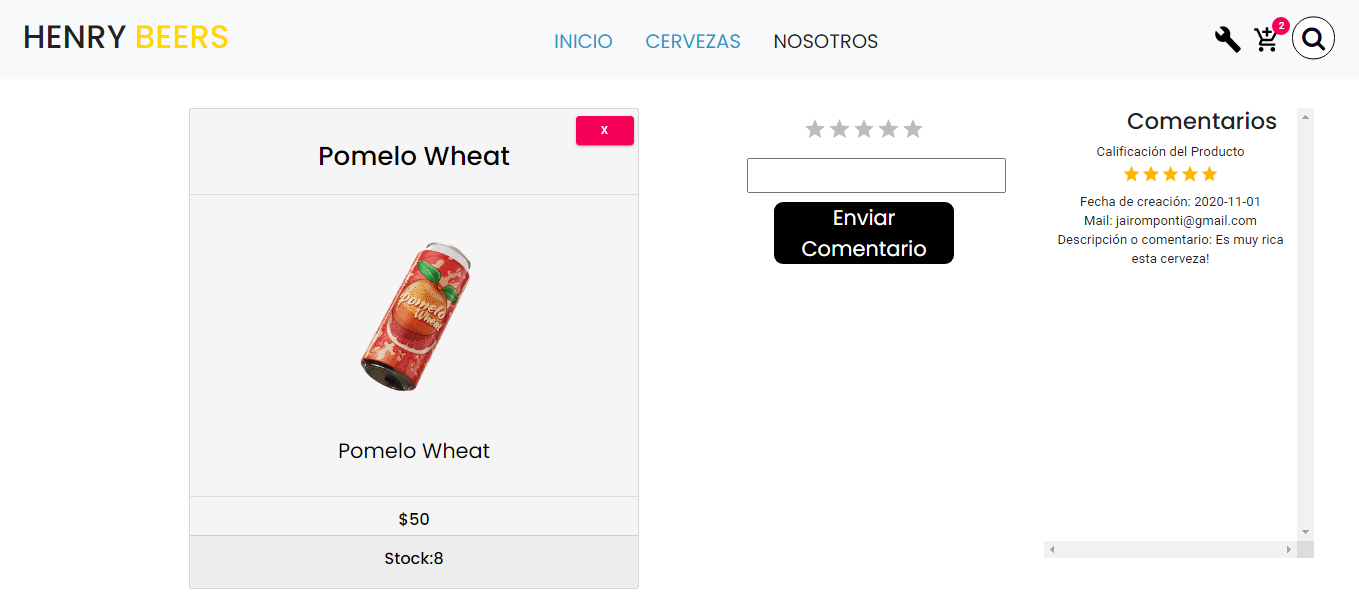 HENRY BEERS
INICIO
CERVEZAS
NOSOTROS
2
X
Pomelo Wheat
pomelo
Wheat
Pomelo Wheat
$50
Stock:8
Enviar
Comentario
Comentarios
Calificación del Producto
Fecha de creación: 2020-11-01
Mail: jairomponti@gmail.com
Descripción o comentario: Es muy rica
esta cerveza!